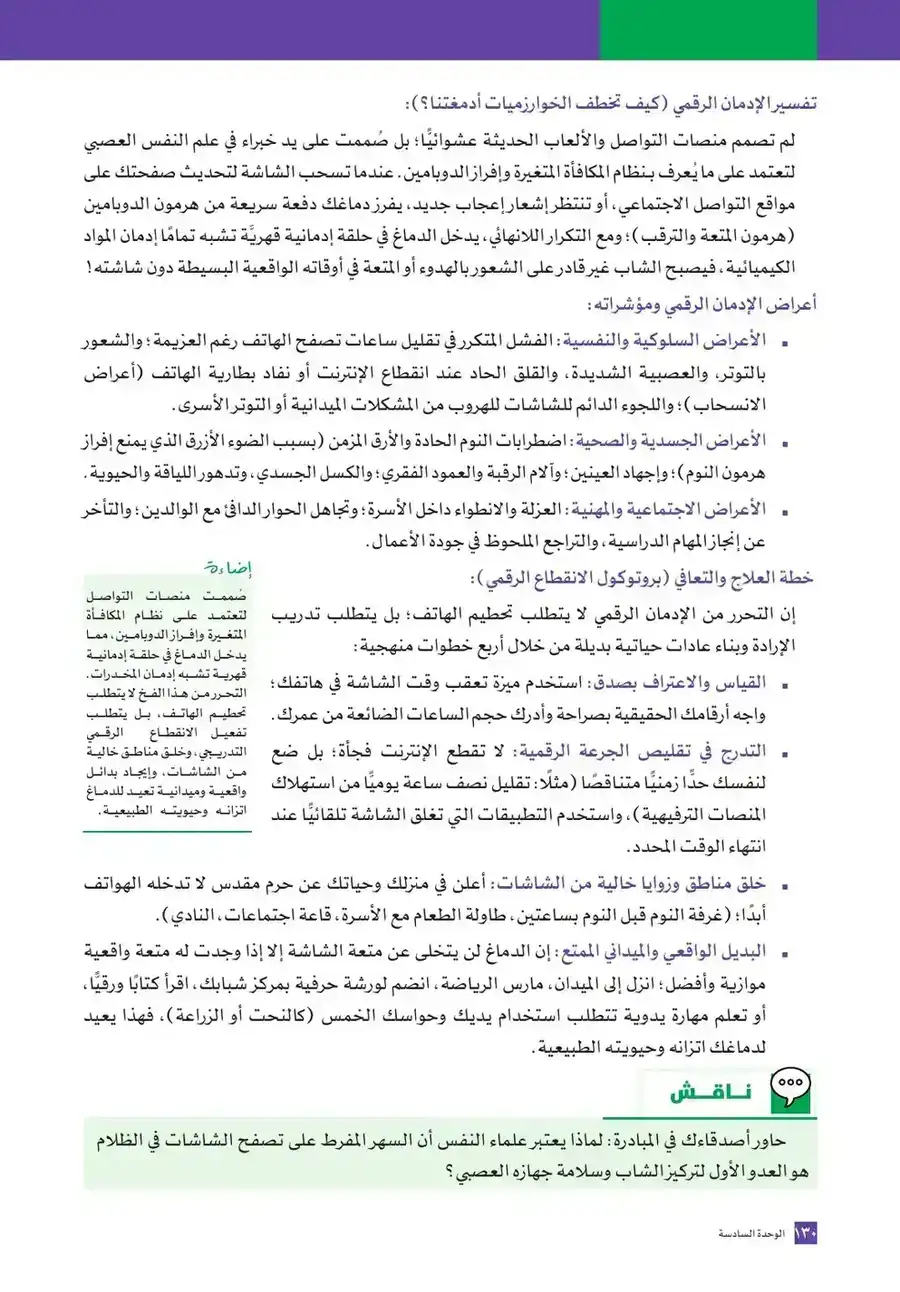 تفسير الإدمان الرقمي (كيف تخطف الخوارزميات أدمغتنا؟):
لم تصمم منصات التواصل والألعاب الحديثة عشوائيًّا؛ بل صُممت على يد خبراء في علم النفس العصبي
لتعتمد على ما يُعرف بنظام المكافأة المتغيرة وإفراز الدوبامين. عندما تسحب الشاشة لتحديث صفحتك على
مواقع التواصل الاجتماعي، أو تنتظر إشعار إعجاب جديد، يفرز دماغك دفعة سريعة من هرمون الدوبامين
(هرمون المتعة والترقب)؛ ومع التكرار اللانهائي، يدخل الدماغ في حلقة إدمانية قهريَّة تشبه تمامًا إدمان المواد
الكيميائية، فيصبح الشاب غير قادر على الشعور بالهدوء أو المتعة في أوقاته الواقعية البسيطة دون شاشته!
أعراض الإدمان الرقمي ومؤشراته:
▪ الأعراض السلوكية والنفسية: الفشل المتكرر في تقليل ساعات تصفح الهاتف رغم العزيمة؛ والشعور
بالتوتر، والعصبية الشديدة، والقلق الحاد عند انقطاع الإنترنت أو نفاد بطارية الهاتف (أعراض
الانسحاب)؛ واللجوء الدائم للشاشات للهروب من المشكلات الميدانية أو التوتر الأسرى.
▪ الأعراض الجسدية والصحية: اضطرابات النوم الحادة والأرق المزمن (بسبب الضوء الأزرق الذي يمنع إفراز
هرمون النوم)؛ وإجهاد العينين؛ وآلام الرقبة والعمود الفقري؛ والكسل الجسدي، وتدهور اللياقة والحيوية.
▪ الأعراض الاجتماعية والمهنية: العزلة والانطواء داخل الأسرة؛ وتجاهل الحوار الدافئ مع الوالدين؛ والتأخر
عن إنجاز المهام الدراسية، والتراجع الملحوظ في جودة الأعمال.
خطة العلاج والتعافي (بروتوكول الانقطاع الرقمي):
إن التحرر من الإدمان الرقمي لا يتطلب تحطيم الهاتف؛ بل يتطلب تدريب
الإرادة وبناء عادات حياتية بديلة من خلال أربع خطوات منهجية:
▪ القياس والاعتراف بصدق: استخدم ميزة تعقب وقت الشاشة في هاتفك؛
واجه أرقامك الحقيقية بصراحة وأدرك حجم الساعات الضائعة من عمرك.
▪ التدرج في تقليص الجرعة الرقمية: لا تقطع الإنترنت فجأة؛ بل ضع
لنفسك حدًّا زمنيًّا متناقصًا (مثلًا: تقليل نصف ساعة يوميًّا من استهلاك
المنصات الترفيهية)، واستخدم التطبيقات التي تغلق الشاشة تلقائيًّا عند
انتهاء الوقت المحدد.
إضاءة
صُممت منصات التواصل
لتعتمد على نظام المكافأة
المتغيرة وإفراز الدوبامين، مما
يدخل الدماغ في حلقة إدمانية
قهرية تشبه إدمان المخدرات.
التحرر من هذا الفخ لا يتطلب
تحطيم الهاتف، بل يتطلب
تفعيل الانقطاع الرقمي
التدريجي، وخلق مناطق خالية
من الشاشات، وإيجاد بدائل
واقعية وميدانية تعيد للدماغ
اتزانه وحيويته الطبيعية.
▪ خلق مناطق وزوايا خالية من الشاشات: أعلن في منزلك وحياتك عن حرم مقدس لا تدخله الهواتف
أبدًا؛ (غرفة النوم قبل النوم بساعتين، طاولة الطعام مع الأسرة، قاعة اجتماعات، النادي).
▪ البديل الواقعي والميداني الممتع: إن الدماغ لن يتخلى عن متعة الشاشة إلا إذا وجدت له متعة واقعية
موازية وأفضل؛ انزل إلى الميدان، مارس الرياضة، انضم لورشة حرفية بمركز شبابك، اقرأ كتابًا ورقيًّا،
أو تعلم مهارة يدوية تتطلب استخدام يديك وحواسك الخمس (كالنحت أو الزراعة)، فهذا يعيد
لدماغك اتزانه وحيويته الطبيعية.
ناقش
حاور أصدقاءك في المبادرة: لماذا يعتبر علماء النفس أن السهر المفرط على تصفح الشاشات في الظلام
هو العدو الأول لتركيز الشاب وسلامة جهازه العصبي؟
١٣٠ الوحدة السادسة